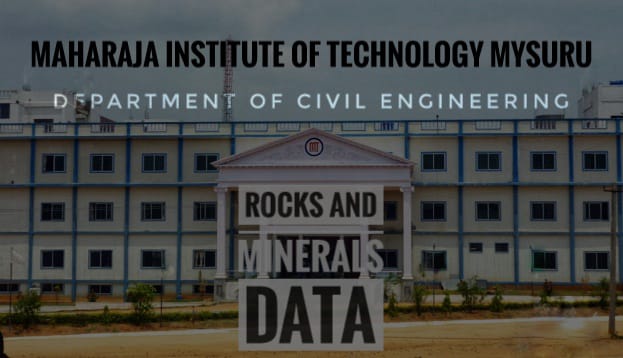 MAHARAJA INSTITUTE OF TECHNOLOGY MYSURU
DEPARTMENT OF CIVIL ENGINEERING
ROCKS AND
MINERALS
DATA